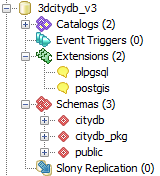 3dcitydb_v3
Catalogs (2)
Event Triggers (0)
Extensions (2)
plpgsql
postgis
Schemas (3)
citydb
citydb_pkg
public
Slony Replication (0)